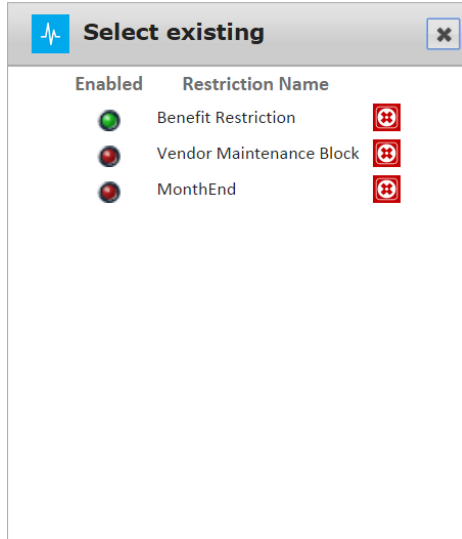 Select existing
Enabled Restriction Name
Benefit Restriction
Vendor Maintenance Block
MonthEnd